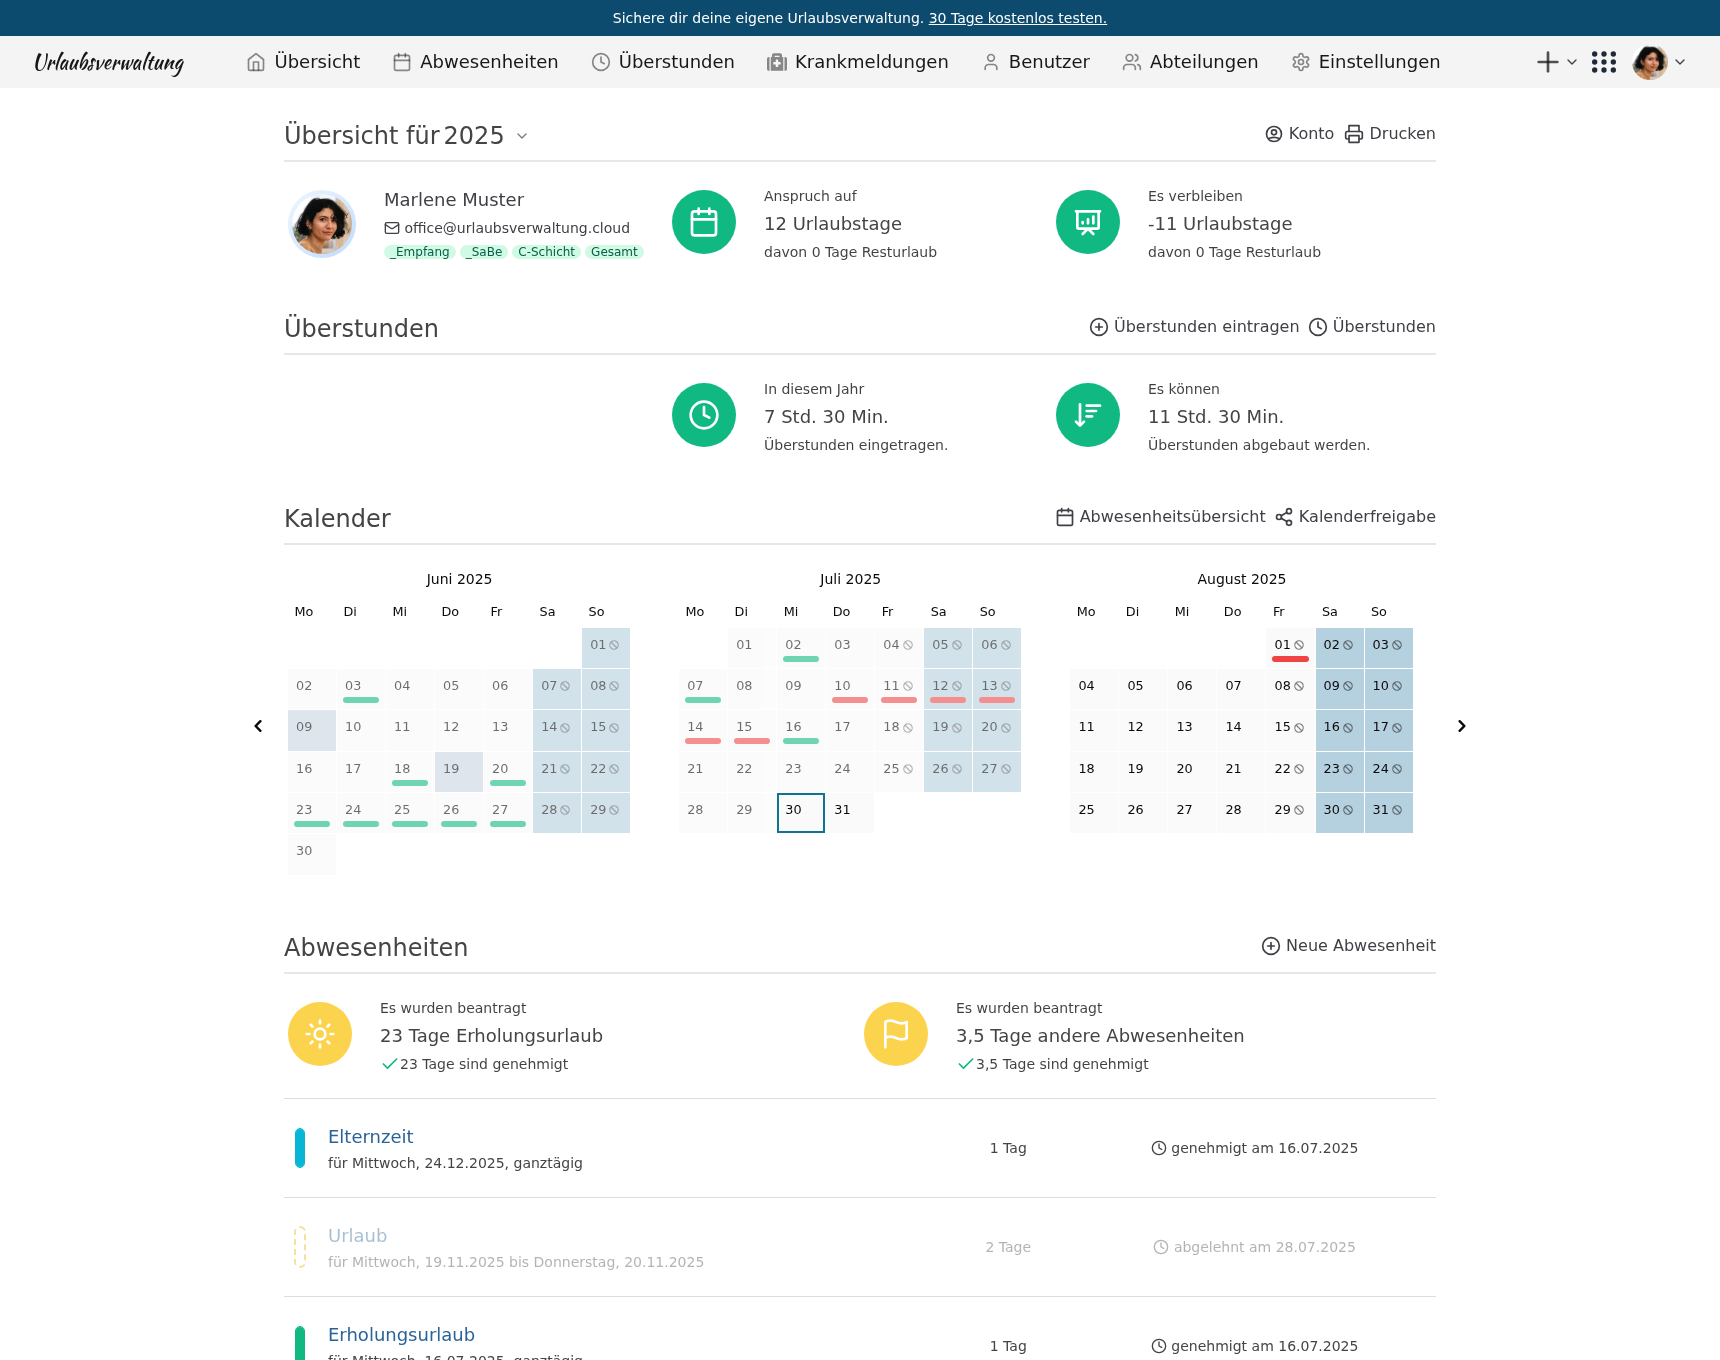 Sichere dir deine eigene Urlaubsverwaltung. 30 Tage kostenlos testen.
Urlaubsverwaltung Übersicht Abwesenheiten Überstunden Krankmeldungen Benutzer Abteilungen Einstellungen
Übersicht für 2025 Konto Drucken
Marlene Muster
office@urlaubsverwaltung.cloud
_Empfang _SaBe C-Schicht Gesamt
Anspruch auf
12 Urlaubstage
davon 0 Tage Resturlaub
Es verbleiben
-11 Urlaubstage
davon 0 Tage Resturlaub
Überstunden Überstunden eintragen Überstunden
In diesem Jahr
7 Std. 30 Min.
Überstunden eingetragen.
Es können
11 Std. 30 Min.
Überstunden abgebaut werden.
Kalender Abwesenheitsübersicht Kalenderfreigabe
Juni 2025
Mo Di Mi Do Fr Sa So
01
02 03 04 05 06 07 08
09 10 11 12 13 14 15
16 17 18 19 20 21 22
23 24 25 26 27 28 29
30
Juli 2025
Mo Di Mi Do Fr Sa So
01 02 03 04 05 06
07 08 09 10 11 12 13
14 15 16 17 18 19 20
21 22 23 24 25 26 27
28 29 30 31
August 2025
Mo Di Mi Do Fr Sa So
01 02 03
04 05 06 07 08 09 10
11 12 13 14 15 16 17
18 19 20 21 22 23 24
25 26 27 28 29 30 31
Abwesenheiten Neue Abwesenheit
Es wurden beantragt
23 Tage Erholungsurlaub
23 Tage sind genehmigt
Es wurden beantragt
3,5 Tage andere Abwesenheiten
3,5 Tage sind genehmigt
Elternzeit
für Mittwoch, 24.12.2025, ganztägig
1 Tag
genehmigt am 16.07.2025
Urlaub
für Mittwoch, 19.11.2025 bis Donnerstag, 20.11.2025
2 Tage
abgelehnt am 28.07.2025
Erholungsurlaub
für Mittwoch, 16.07.2025, ganztägig
1 Tag
genehmigt am 16.07.2025